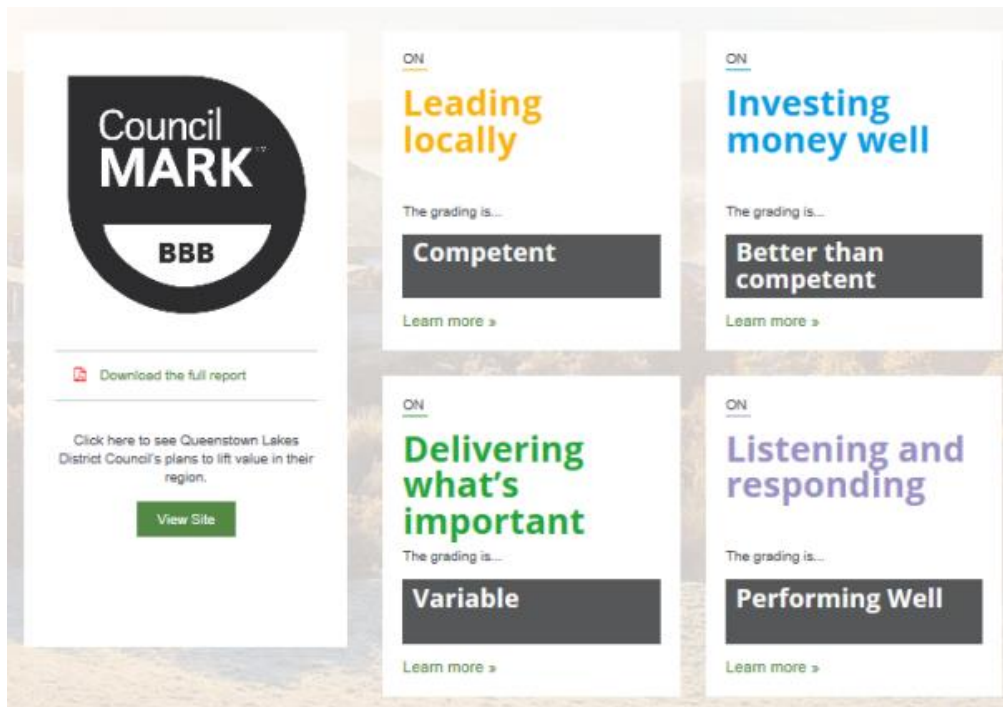 Council
MARK™
BBB
Download the full report
Click here to see Queenstown Lakes
District Council's plans to lift value in their
region.
View Site
ON
Leading
locally
The grading is...
Competent
Learn more »
ON
Investing
money well
The grading is...
Better than
competent
Learn more »
ON
Delivering
what's
important
The grading is...
Variable
Learn more »
ON
Listening and
responding
The grading is...
Performing Well
Learn more »